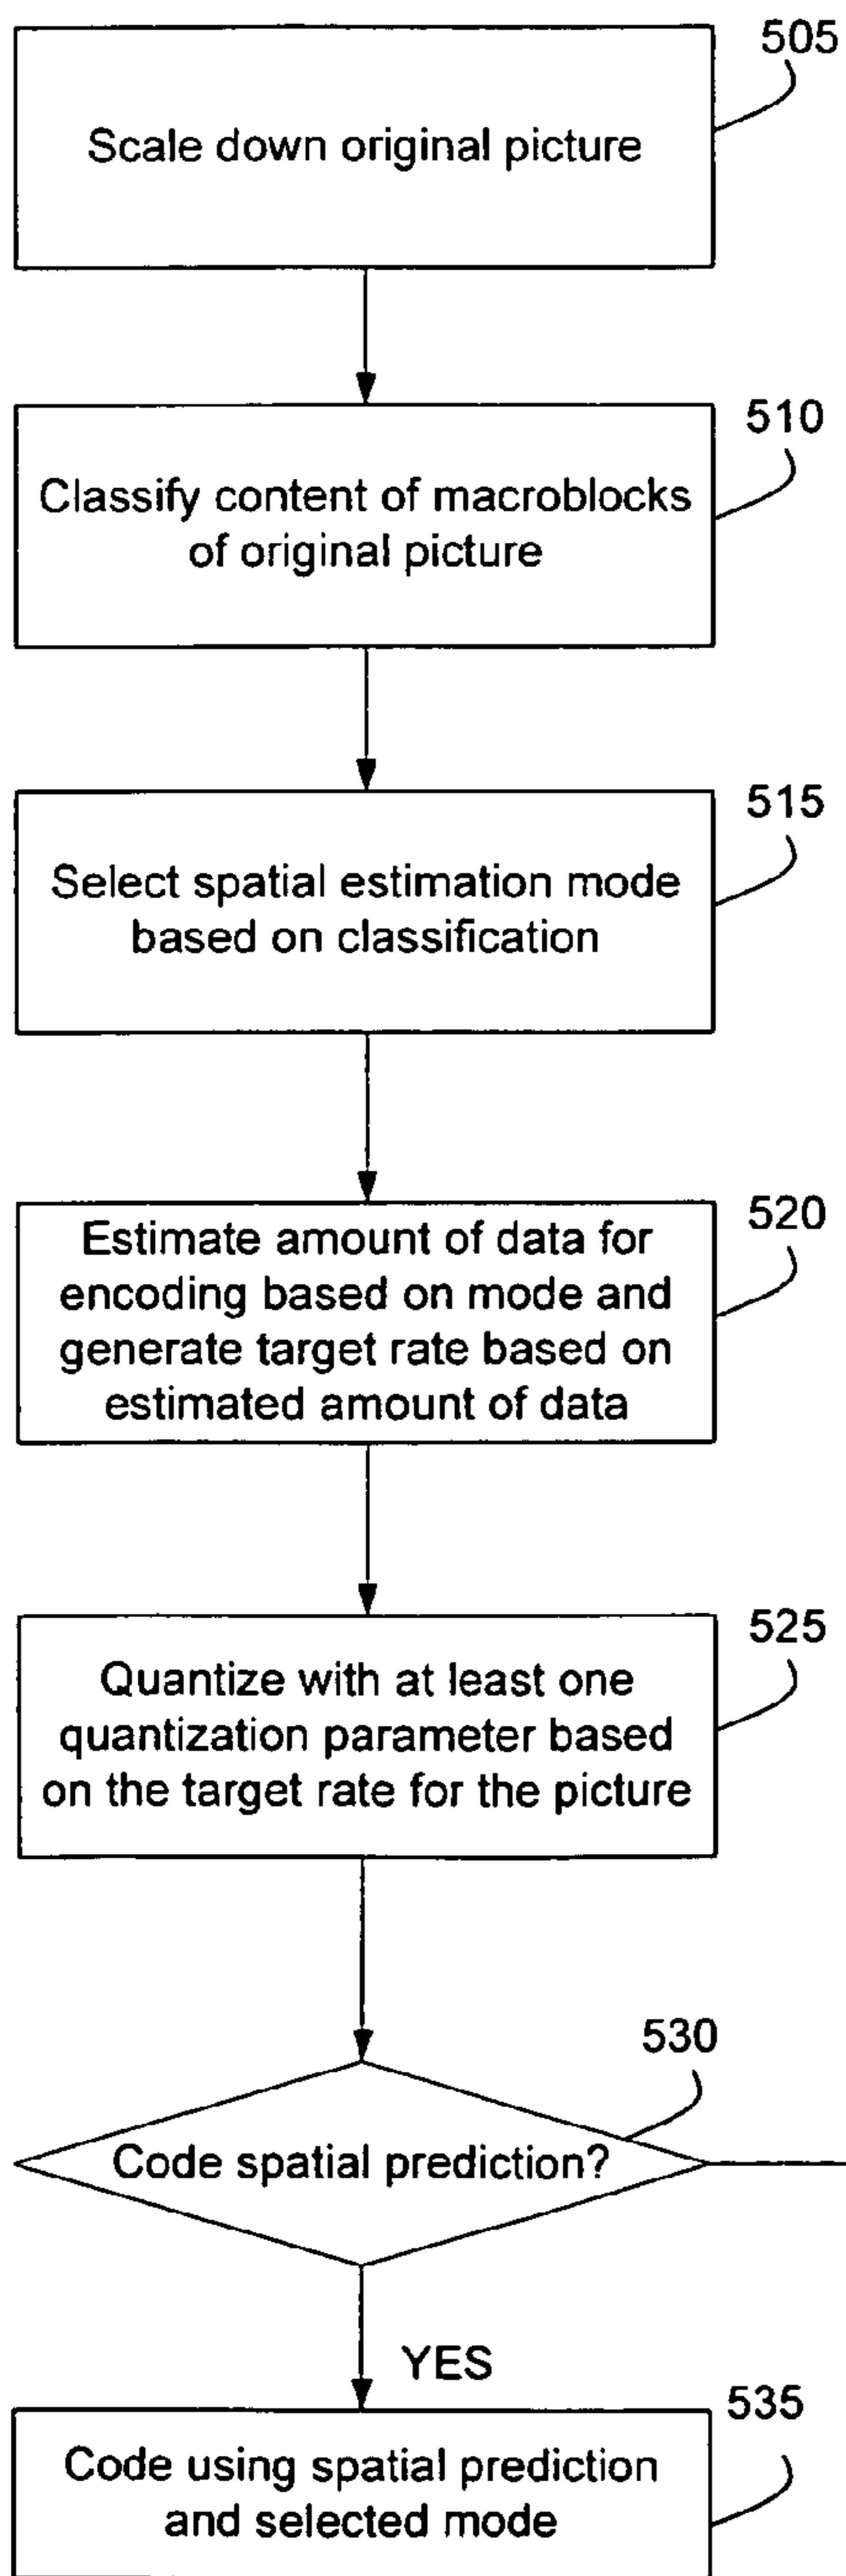 505
Scale down original picture
510
Classify content of macroblocks
of original picture
515
Select spatial estimation mode
based on classification
520
Estimate amount of data for
encoding based on mode and
generate target rate based on
estimated amount of data
525
Quantize with at least one
quantization parameter based
on the target rate for the picture
530
Code spatial prediction?
YES
535
Code using spatial prediction
and selected mode